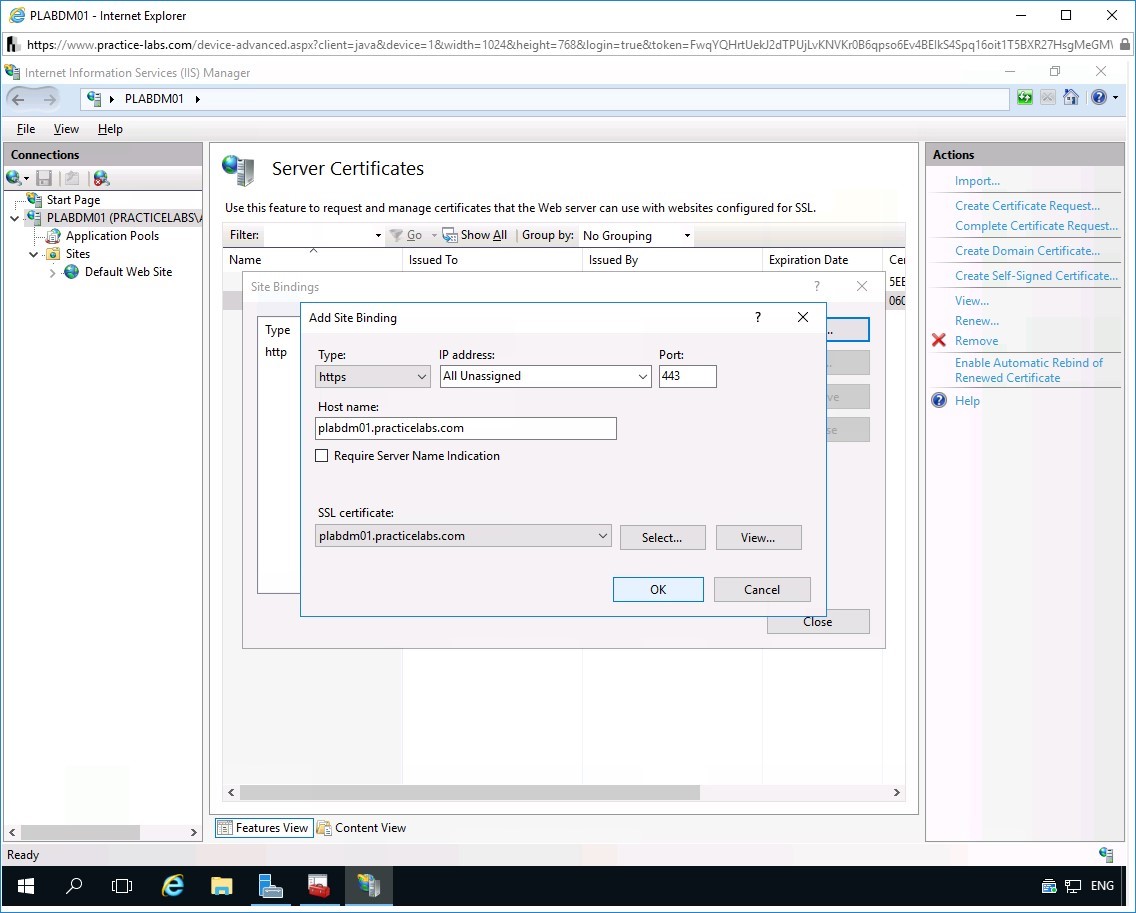 PLABDM01 - Internet Explorer
https://www.practice-labs.com/device-advanced.aspx?client=java&device=1&width=1024&height=768&login=true&token=FwqYQHrtUekJ2dTPUjLvKNVKr0B6qpso6Ev4BEIkS4Spq16oit1T5BXR27HsgMeGMV
Internet Information Services (IIS) Manager
PLABDM01
File View Help
Connections
Start Page
PLABDM01 (PRACTICELABS\A
Application Pools
Sites
Default Web Site
Server Certificates
Use this feature to request and manage certificates that the Web server can use with websites configured for SSL.
Filter: Go Show All Group by: No Grouping
Name Issued To Issued By Expiration Date Cer
5EE
060
Site Bindings ?
Type
http
...
Close
Add Site Binding ?
Type: IP address: Port:
https All Unassigned 443
Host name:
plabdm01.practicelabs.com
Require Server Name Indication
SSL certificate:
plabdm01.practicelabs.com Select... View...
OK Cancel
Actions
Import...
Create Certificate Request...
Complete Certificate Request...
Create Domain Certificate...
Create Self-Signed Certificate...
View...
Renew...
Remove
Enable Automatic Rebind of
Renewed Certificate
Help
Features View Content View
Ready
ENG